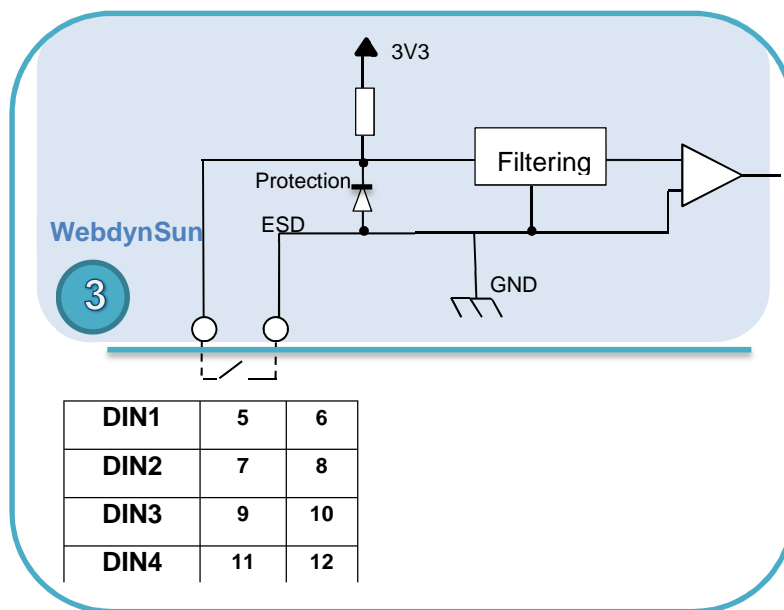 3V3
Filtering
Protection
ESD
WebdynSun
GND
3
DIN1 5 6
DIN2 7 8
DIN3 9 10
DIN4 11 12